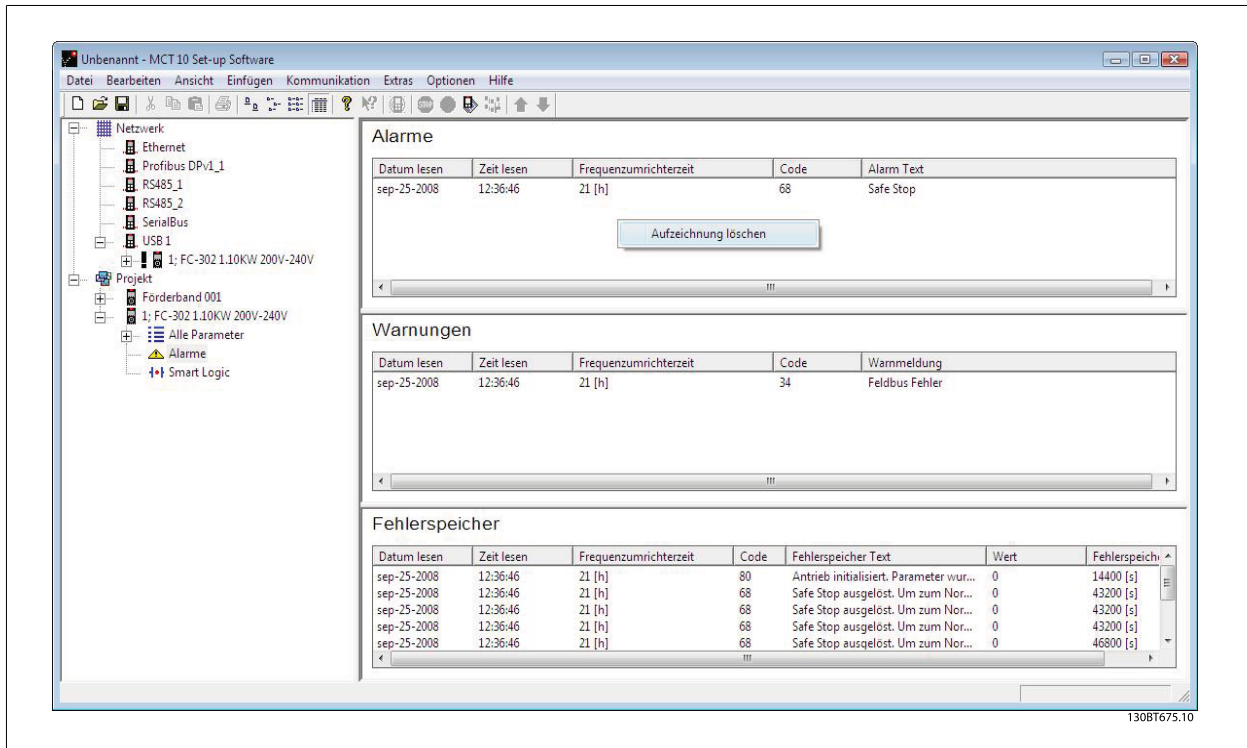 Unbenannt - MCT 10 Set-up Software
Datei Bearbeiten Ansicht Einfügen Kommunikation Extras Optionen Hilfe
Netzwerk
Ethernet
Profibus DPv1_1
RS485_1
RS485_2
SerialBus
USB 1
1; FC-302 1.10KW 200V-240V
Projekt
Förderband 001
1; FC-302 1.10KW 200V-240V
Alle Parameter
Alarme
Smart Logic
Alarme
Datum lesen Zeit lesen Frequenzumrichterzeit Code Alarm Text
sep-25-2008 12:36:46 21 [h] 68 Safe Stop
Aufzeichnung löschen
Warnungen
Datum lesen Zeit lesen Frequenzumrichterzeit Code Warnmeldung
sep-25-2008 12:36:46 21 [h] 34 Feldbus Fehler
Fehlerspeicher
Datum lesen Zeit lesen Frequenzumrichterzeit Code Fehlerspeicher Text Wert Fehlerspeich
sep-25-2008 12:36:46 21 [h] 80 Antrieb initialisiert. Parameter wur... 0 14400 [s]
sep-25-2008 12:36:46 21 [h] 68 Safe Stop ausgelöst. Um zum Nor... 0 43200 [s]
sep-25-2008 12:36:46 21 [h] 68 Safe Stop ausgelöst. Um zum Nor... 0 43200 [s]
sep-25-2008 12:36:46 21 [h] 68 Safe Stop ausgelöst. Um zum Nor... 0 43200 [s]
sep-25-2008 12:36:46 21 [h] 68 Safe Stop ausgelöst. Um zum Nor... 0 46800 [s]
130BT675.10